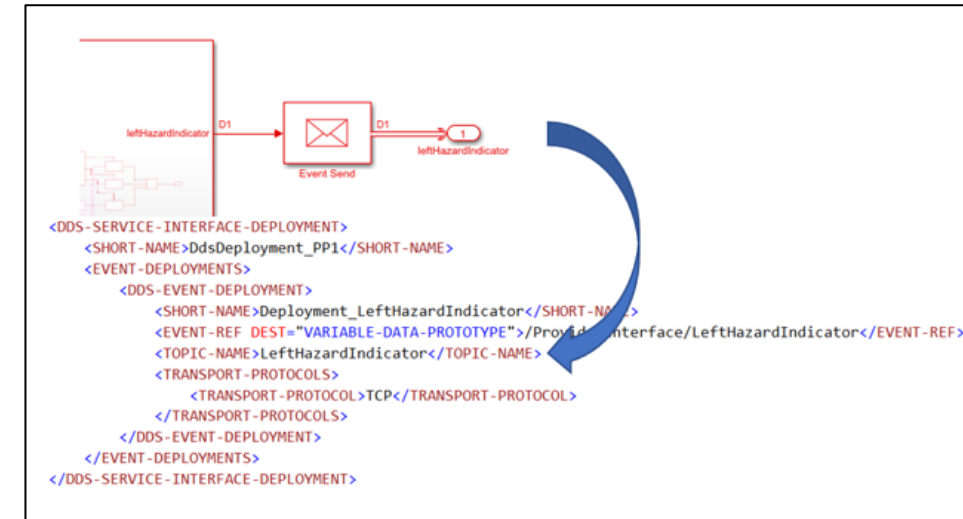 leftHazardIndicator
D1
D1
1
leftHazardIndicator
Event Send
<DDS-SERVICE-INTERFACE-DEPLOYMENT>
<SHORT-NAME>DdsDeployment_PP1</SHORT-NAME>
<EVENT-DEPLOYMENTS>
<DDS-EVENT-DEPLOYMENT>
<SHORT-NAME>Deployment_LeftHazardIndicator</SHORT-NAME>
<EVENT-REF DEST="VARIABLE-DATA-PROTOTYPE">/Provid nterface/LeftHazardIndicator</EVENT-REF>
<TOPIC-NAME>LeftHazardIndicator</TOPIC-NAME>
<TRANSPORT-PROTOCOLS>
<TRANSPORT-PROTOCOL>TCP</TRANSPORT-PROTOCOL>
</TRANSPORT-PROTOCOLS>
</DDS-EVENT-DEPLOYMENT>
</EVENT-DEPLOYMENTS>
</DDS-SERVICE-INTERFACE-DEPLOYMENT>